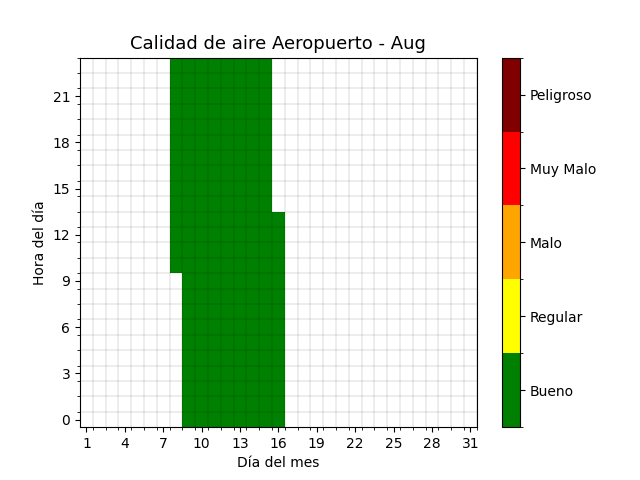 Calidad de aire Aeropuerto - Aug
Hora del día
21
18
15
12
9
6
3
0
1 4 7 10 13 16 19 22 25 28 31
Día del mes
Peligroso
Muy Malo
Malo
Regular
Bueno